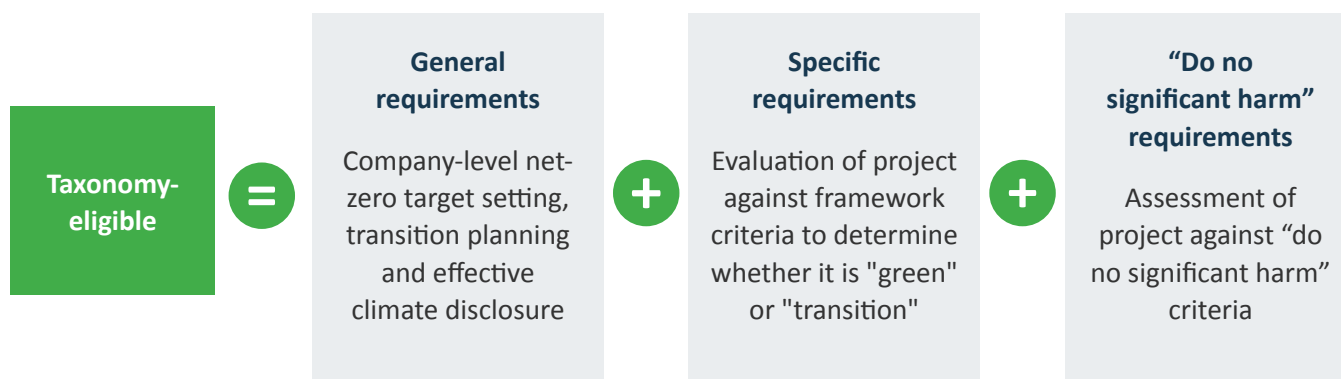 Taxonomy-
eligible
=
General
requirements
Company-level net-
zero target setting,
transition planning
and effective
climate disclosure
+
Specific
requirements
Evaluation of project
against framework
criteria to determine
whether it is "green"
or "transition"
+
“Do no
significant harm”
requirements
Assessment of
project against “do
no significant harm”
criteria